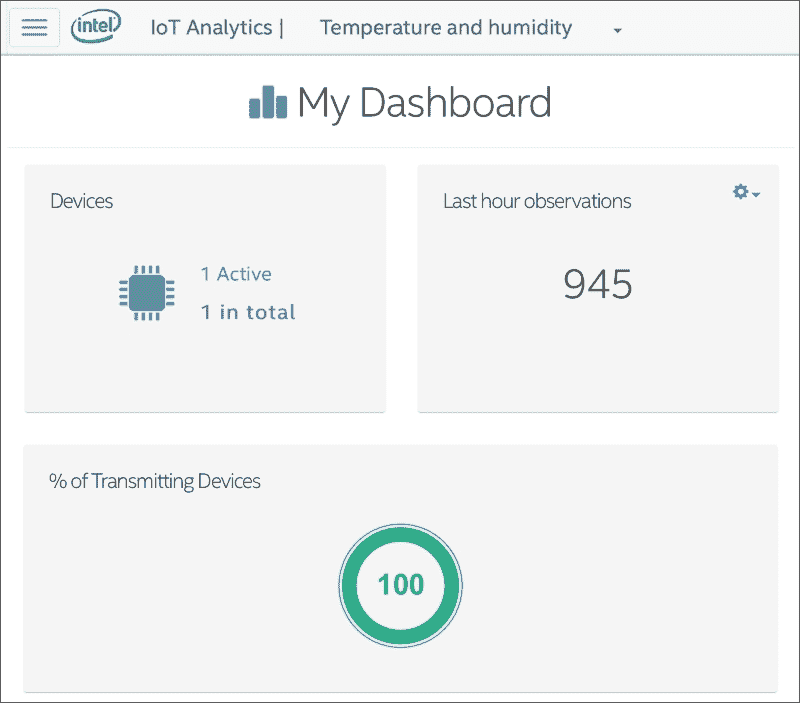 intel IoT Analytics | Temperature and humidity
My Dashboard
Devices
1 Active
1 in total
Last hour observations
945
% of Transmitting Devices
100